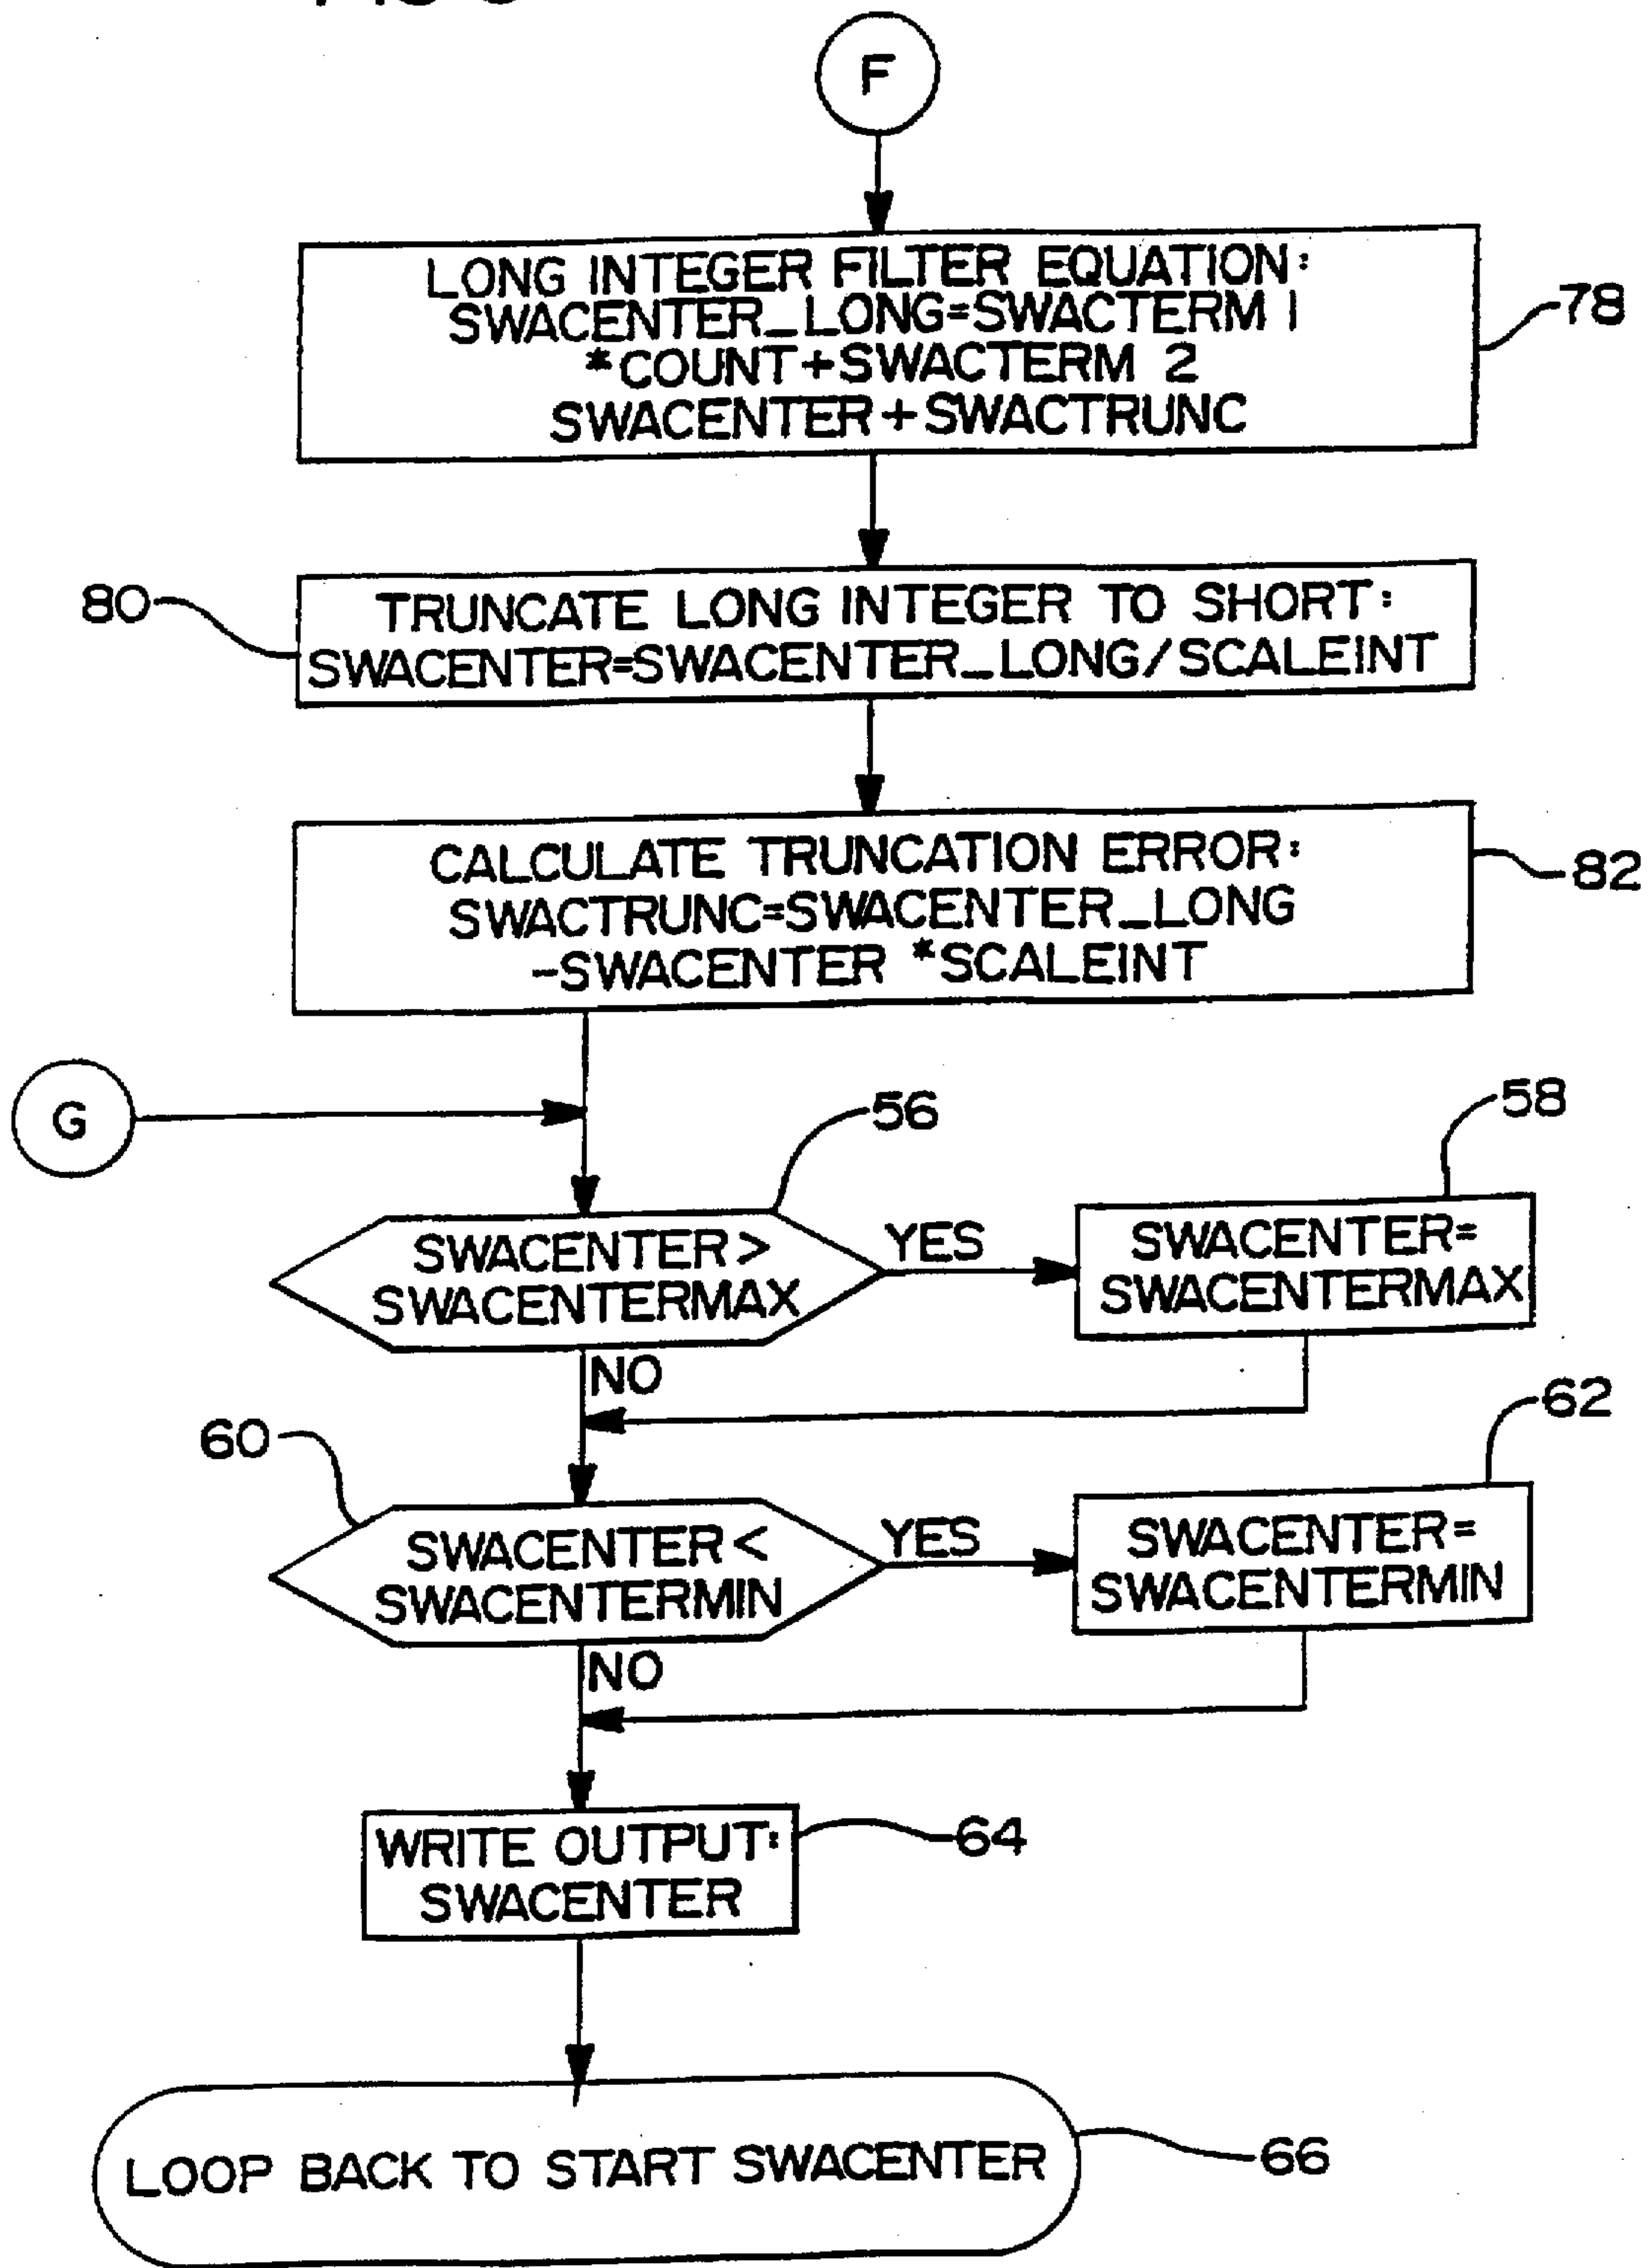 F
LONG INTEGER FILTER EQUATION:
SWACENTER_LONG=SWACTERM 1
*COUNT+SWACTERM 2
SWACENTER+SWACTRUNC
78
80
TRUNCATE LONG INTEGER TO SHORT:
SWACENTER=SWACENTER_LONG/SCALEINT
CALCULATE TRUNCATION ERROR:
SWACTRUNC=SWACENTER_LONG
-SWACENTER *SCALEINT
82
G
56
58
SWACENTER>
SWACENTERMAX
YES
SWACENTER=
SWACENTERMAX
NO
60
62
SWACENTER<
SWACENTERMIN
YES
SWACENTER=
SWACENTERMIN
NO
WRITE OUTPUT:
SWACENTER
64
LOOP BACK TO START SWACENTER
66